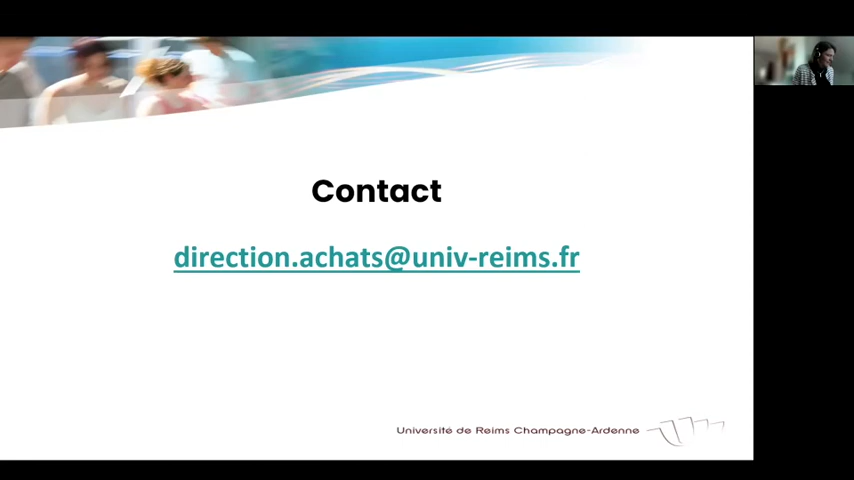 Contact
direction.achats@univ-reims.fr
Université de Reims Champagne-Ardenne